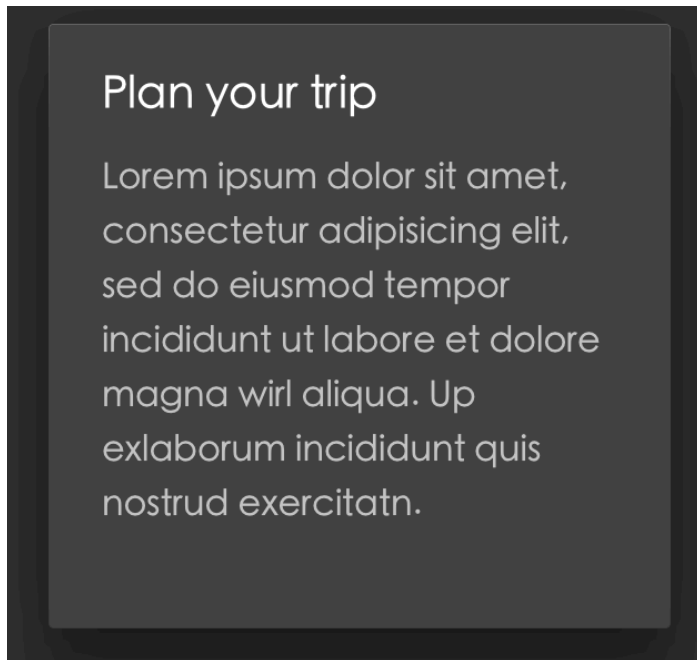 Plan your trip
Lorem ipsum dolor sit amet,
consectetur adipisicing elit,
sed do eiusmod tempor
incididunt ut labore et dolore
magna wirl aliqua. Up
exlaborum incididunt quis
nostrud exercitatn.